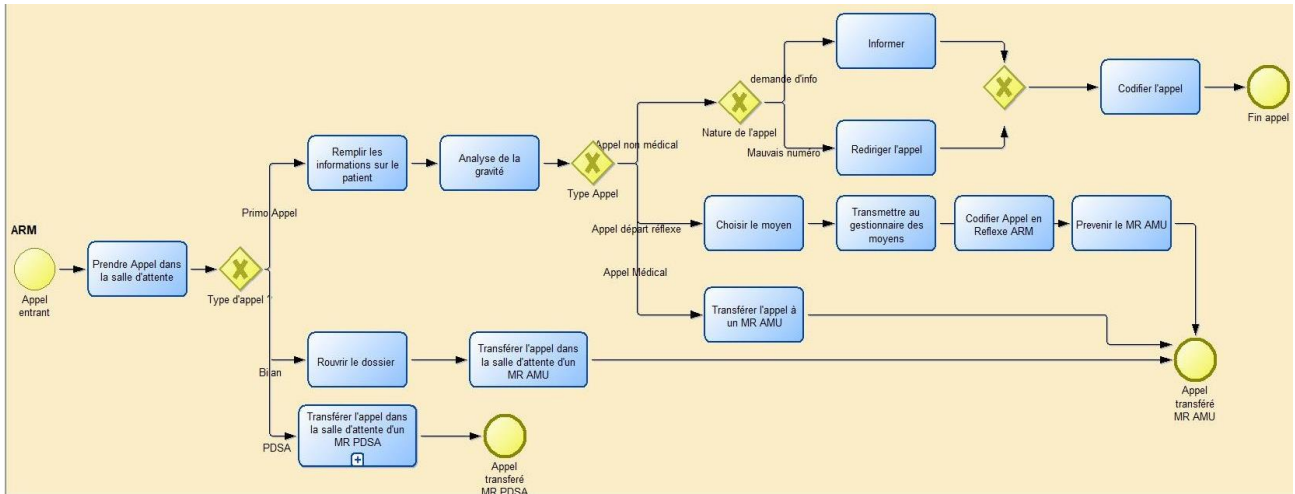 ARM
Appel
entrant
Prendre Appel dans
la salle d'attente
Type d'appel ?
Primo Appel
Remplir les
informations sur le
patient
Analyse de la
gravité
Type Appel
Appel non médical
Nature de l'appel
demande d'info
Informer
Mauvais numéro
Rediriger l'appel
Codifier l'appel
Fin appel
Appel départ réflexe
Choisir le moyen
Transmettre au
gestionnaire des
moyens
Codifier Appel en
Reflexe ARM
Prevenir le MR AMU
Appel Médical
Transférer l'appel à
un MR AMU
Bilan
Rouvrir le dossier
Transférer l'appel dans
la salle d'attente d'un
MR AMU
Appel
transféré
MR AMU
PDSA
Transférer l'appel dans
la salle d'attente d'un
MR PDSA
Appel
transferé
MR PDSA